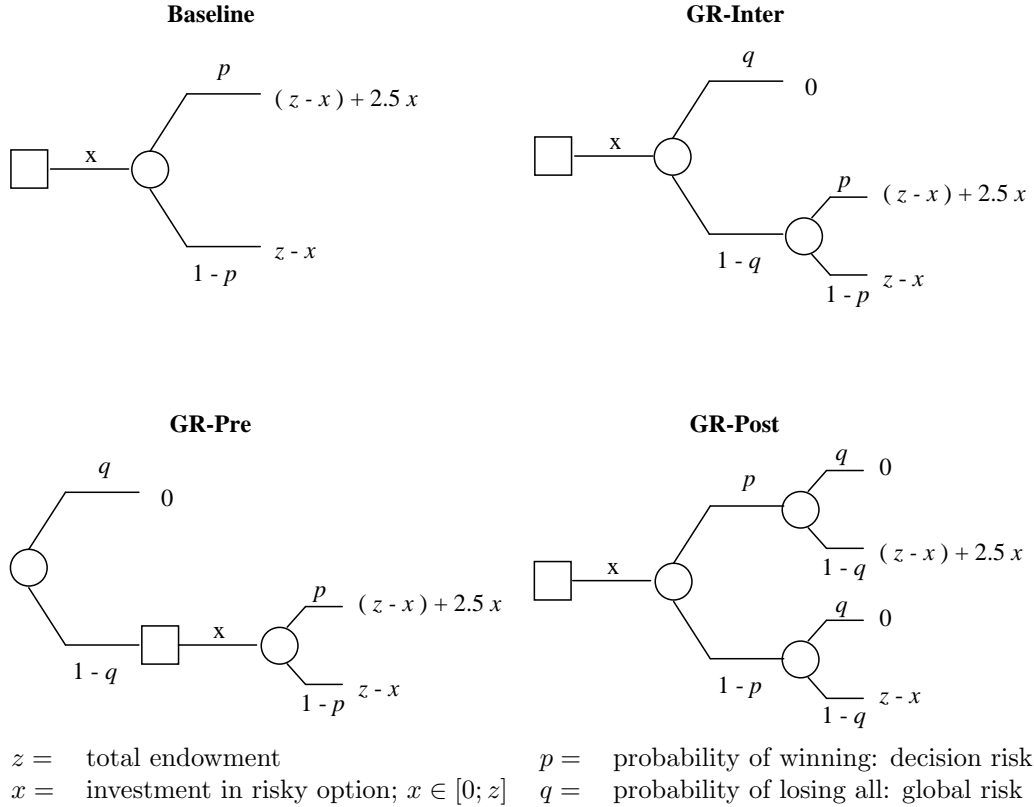 Baseline
p
( z - x ) + 2.5 x
x
z - x
1 - p
GR-Inter
q
0
x
p
( z - x ) + 2.5 x
1 - q
z - x
1 - p
GR-Pre
q
0
p
( z - x ) + 2.5 x
x
1 - q
z - x
1 - p
GR-Post
q
0
p
( z - x ) + 2.5 x
1 - q
x
q
0
1 - p
z - x
1 - q
z = total endowment
p = probability of winning: decision risk
x = investment in risky option; x ∈ [0; z]
q = probability of losing all: global risk